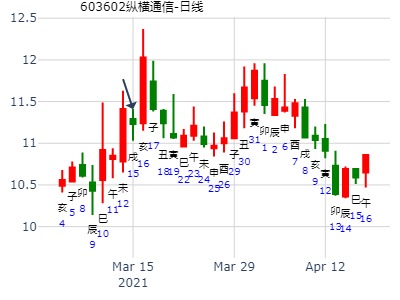 603602纵横通信-日线
12.5
12
11.5
11
10.5
10
亥
4
子
5
卯
8
辰
9
巳
10
午
11
未
12
戌
15
亥
16
子
17
丑
18
寅
19
巳
22
午
23
未
24
申
25
酉
26
子
29
丑
30
寅
31
卯
1
辰
2
申
6
酉
7
戌
8
亥
9
寅
12
卯
13
辰
14
巳
15
午
16
Mar 15
2021
Mar 29
Apr 12